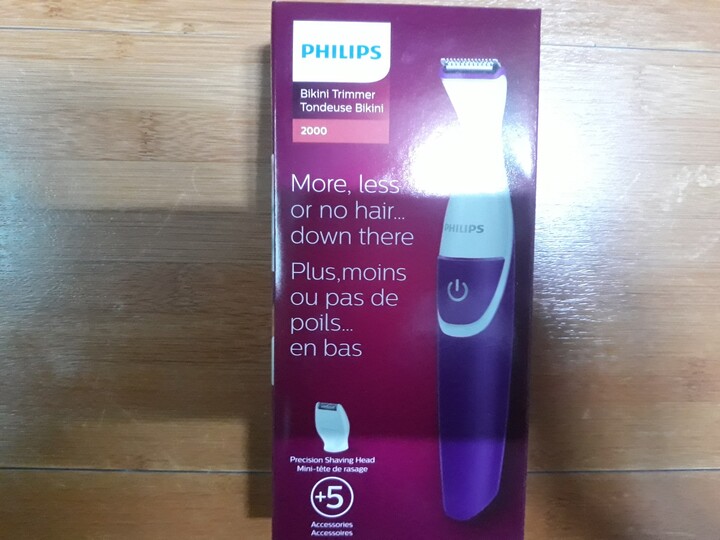 PHILIPS
Bikini Trimmer
Tondeuse Bikini
2000
More, less
or no hair...
down there
Plus,moins
ou pas de
poils...
en bas
PHILIPS
Precision Shaving Head
Mini-tête de rasage
+5
Accessories
Accessoires